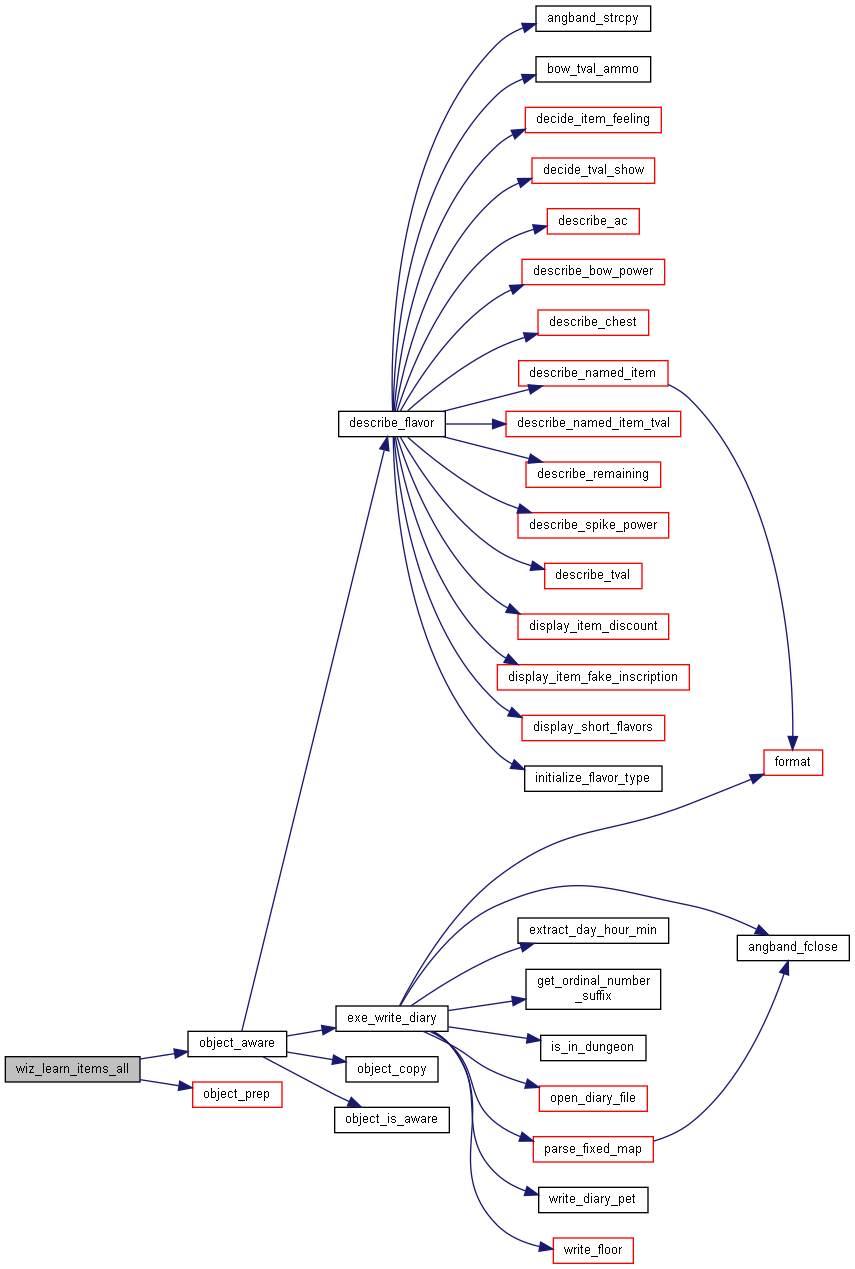 angband_strcpy
bow_tval_ammo
decide_item_feeling
decide_tval_show
describe_ac
describe_bow_power
describe_chest
describe_named_item
describe_flavor
describe_named_item_tval
describe_remaining
describe_spike_power
describe_tval
display_item_discount
display_item_fake_inscription
display_short_flavors
format
initialize_flavor_type
extract_day_hour_min
angband_fclose
get_ordinal_number
_suffix
exe_write_diary
object_aware
is_in_dungeon
wiz_learn_items_all
object_copy
object_prep
open_diary_file
object_is_aware
parse_fixed_map
write_diary_pet
write_floor